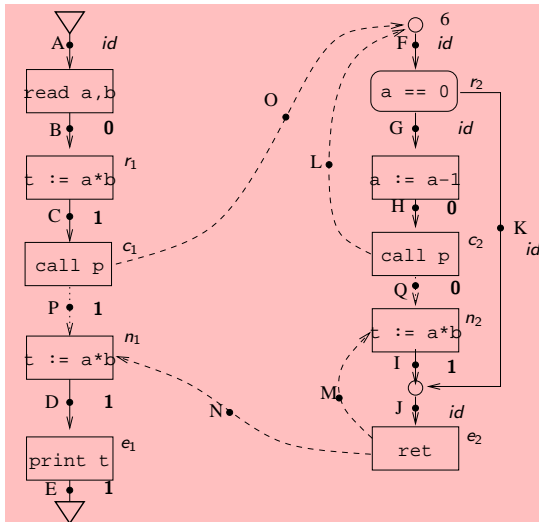 A id
read a,b
B 0
r1
t := a*b
C 1
c1
call p
P 1
n1
t := a*b
D 1
e1
print t
E 1
O
L
N
M
6
F id
r2
a == 0
G id
a := a-1
H 0
K
id
c2
call p
Q 0
n2
t := a*b
I 1
J id
e2
ret